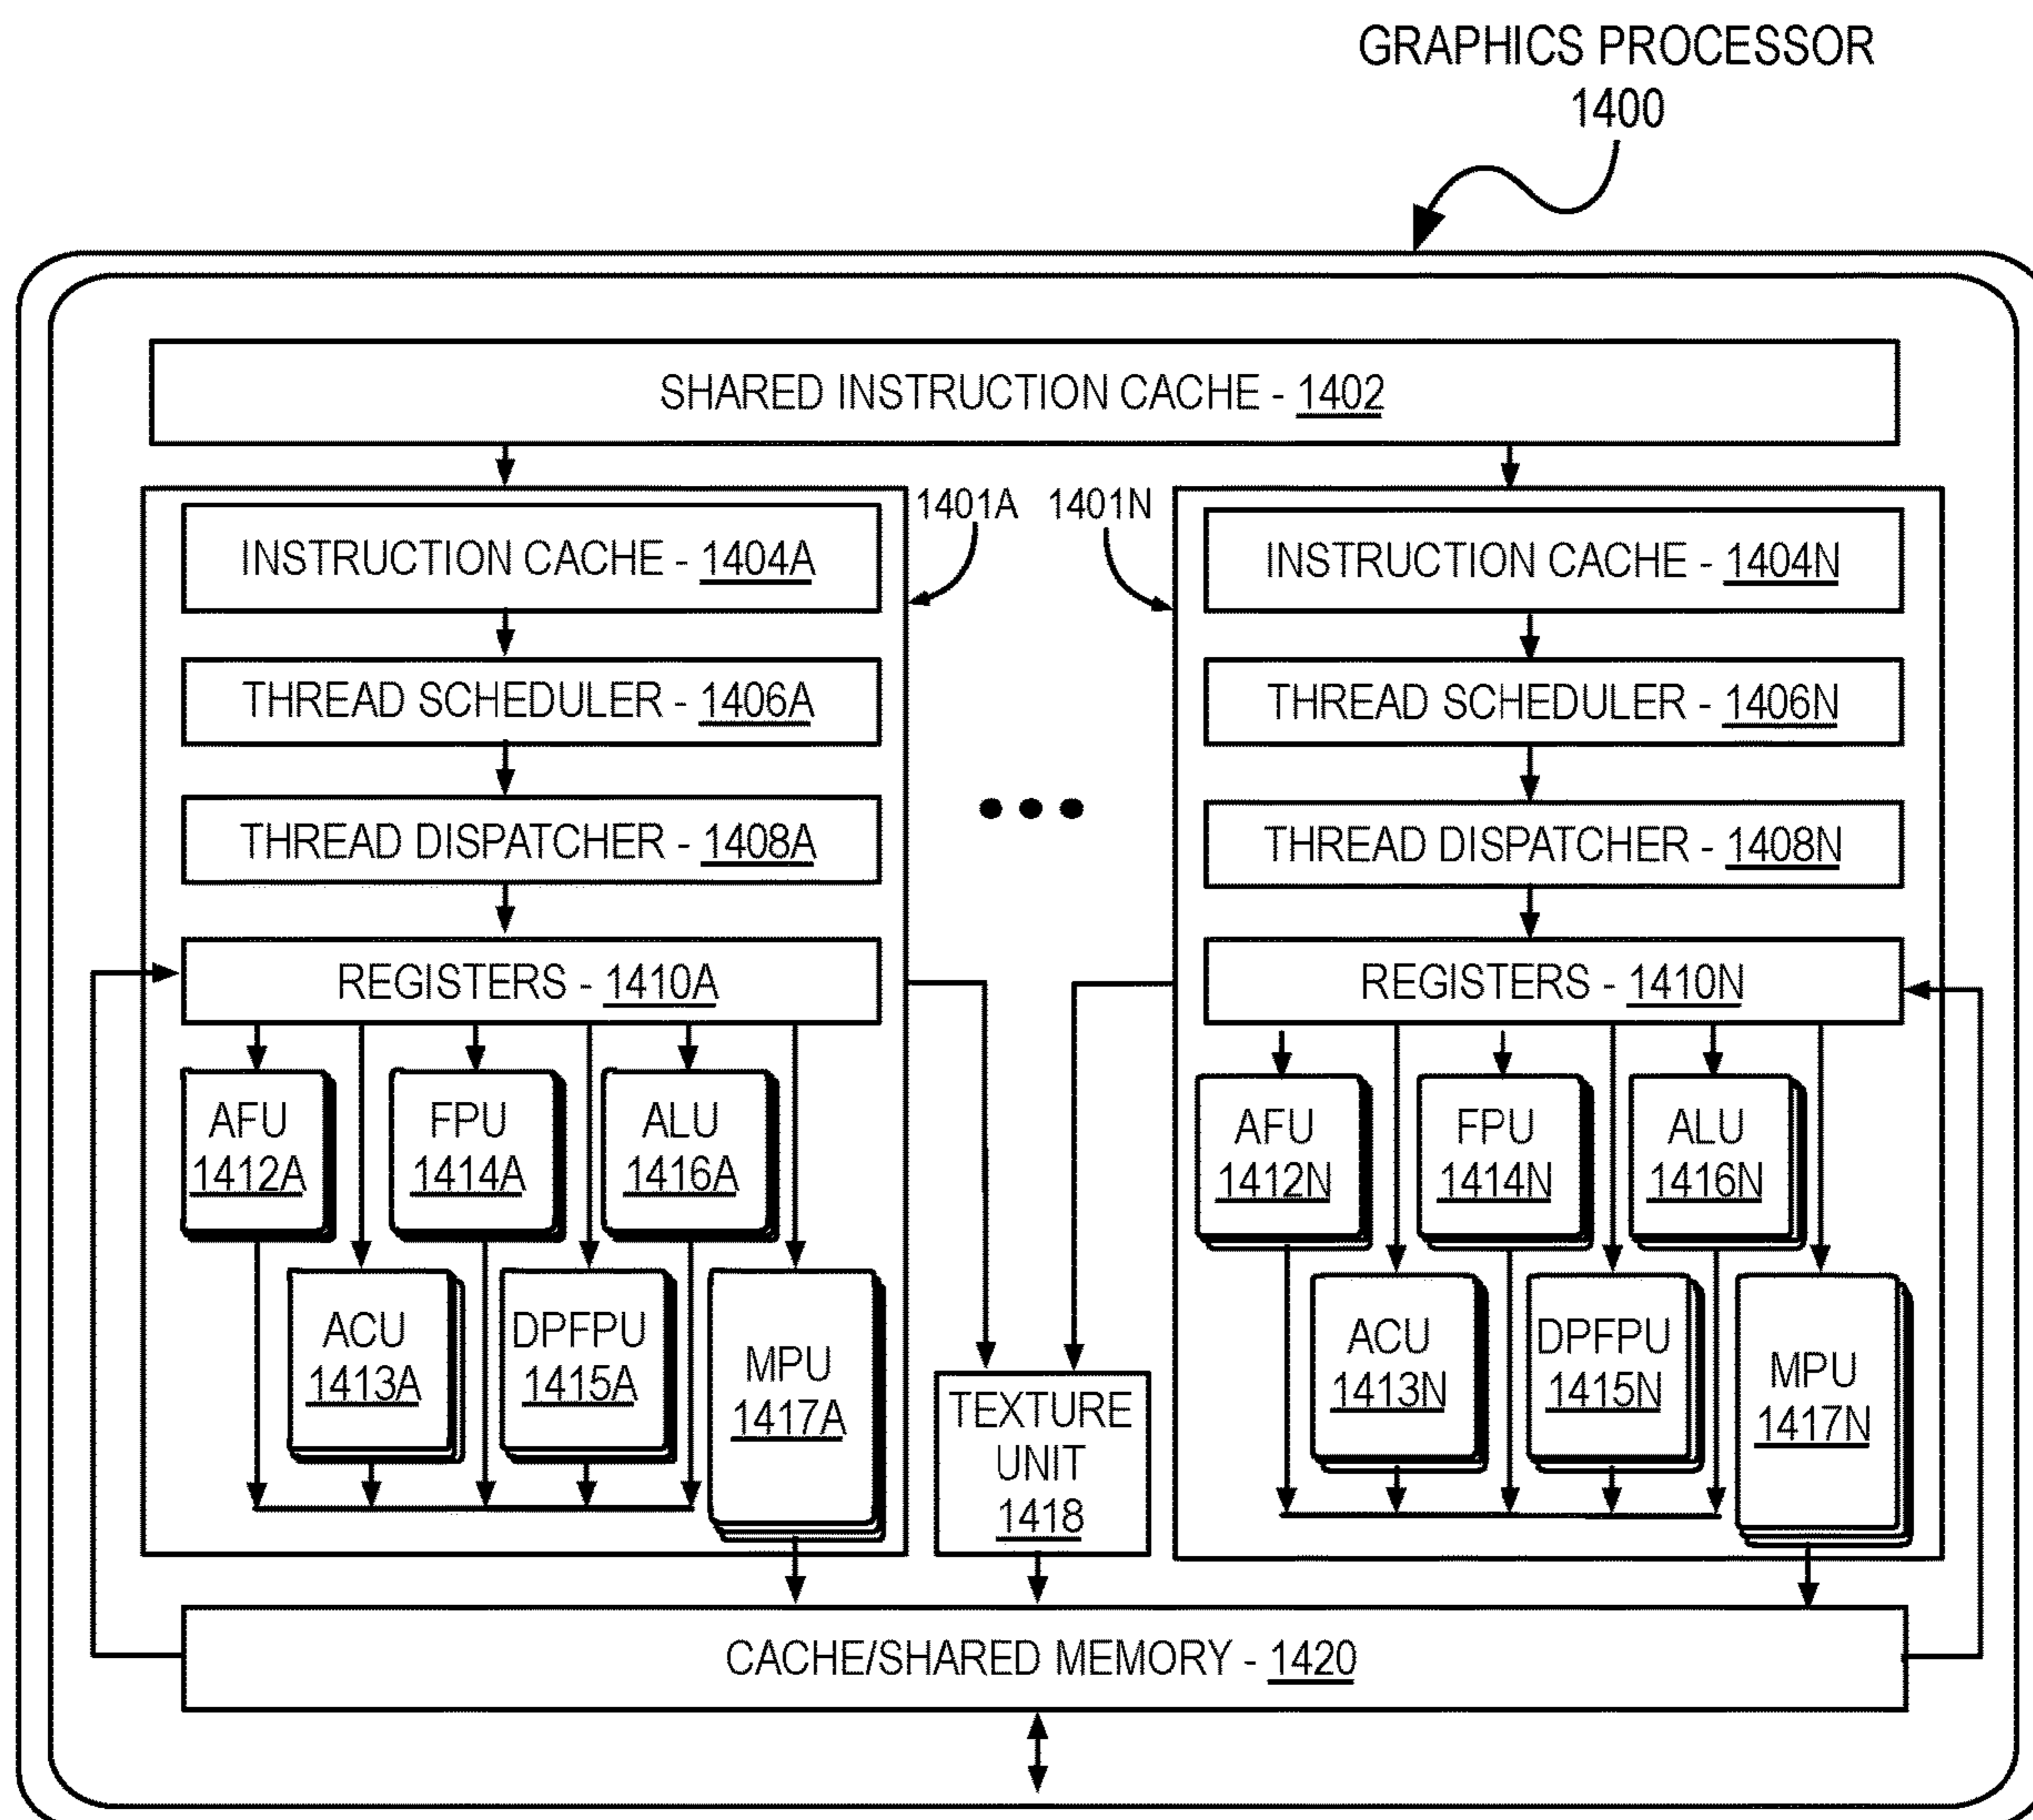 GRAPHICS PROCESSOR
1400
SHARED INSTRUCTION CACHE - 1402
1401A
1401N
INSTRUCTION CACHE - 1404A
THREAD SCHEDULER - 1406A
THREAD DISPATCHER - 1408A
REGISTERS - 1410A
AFU
1412A
FPU
1414A
ALU
1416A
ACU
1413A
DPFPU
1415A
MPU
1417A
INSTRUCTION CACHE - 1404N
THREAD SCHEDULER - 1406N
THREAD DISPATCHER - 1408N
REGISTERS - 1410N
AFU
1412N
FPU
1414N
ALU
1416N
ACU
1413N
DPFPU
1415N
MPU
1417N
TEXTURE
UNIT
1418
CACHE/SHARED MEMORY - 1420